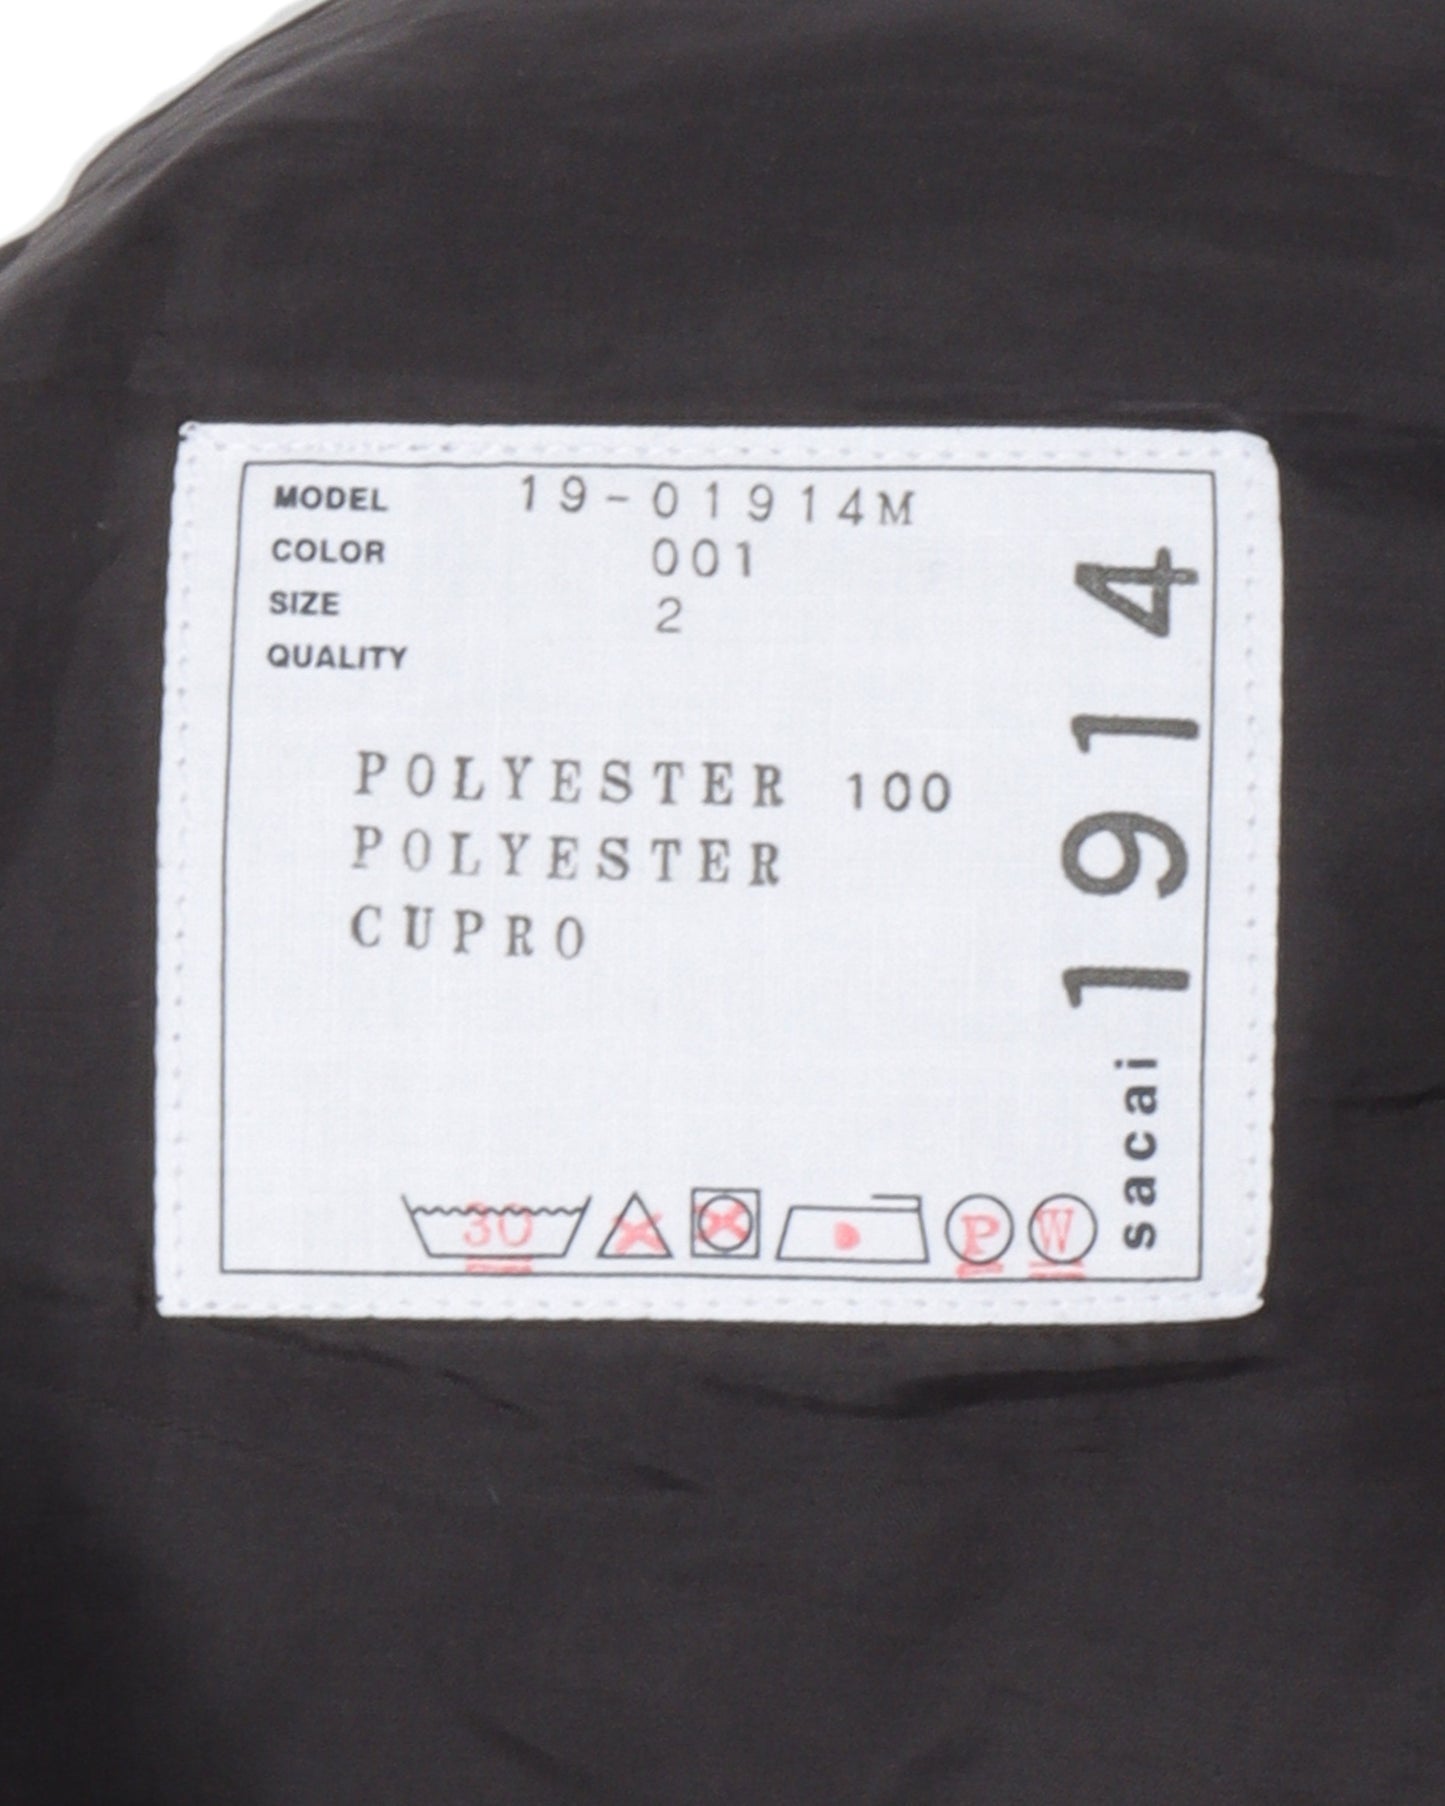 MODEL 19-01914M
COLOR 001
SIZE 2
QUALITY
POLYESTER 100
POLYESTER
CUPRO
30
P
W
sacai 1914